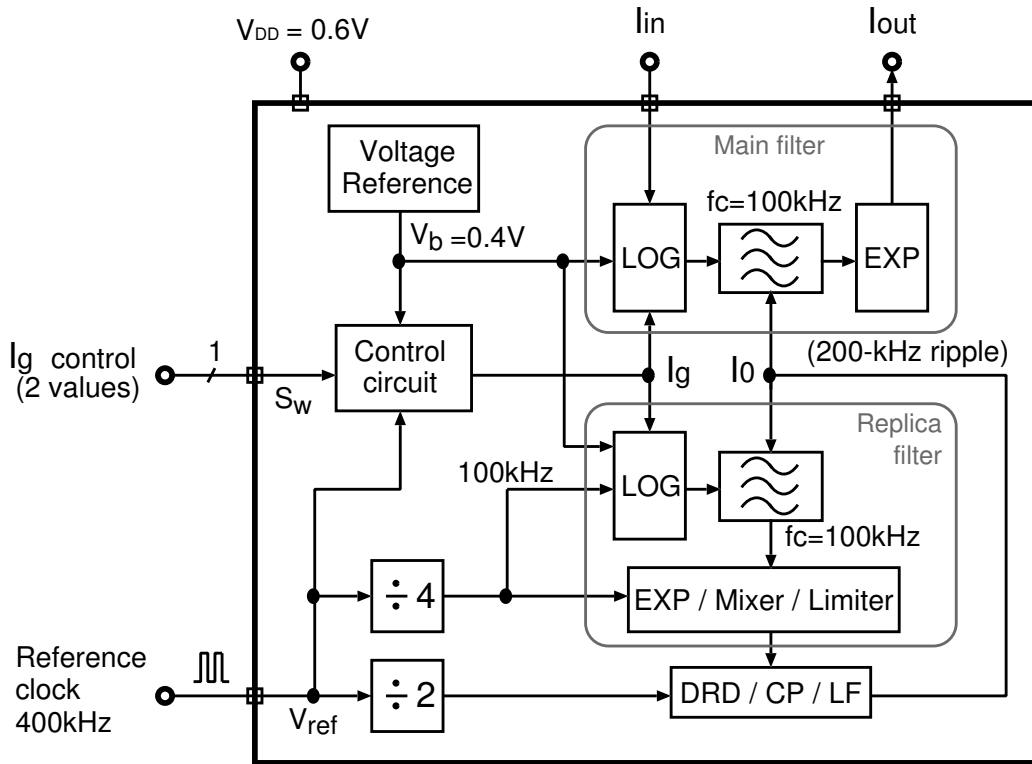 VDD = 0.6V
Iin
Iout
Voltage
Reference
Main filter
fc=100kHz
Vb =0.4V
LOG
EXP
Ig control
(2 values)
1
Sw
Control
circuit
Ig
I0
(200-kHz ripple)
Replica
filter
100kHz
LOG
fc=100kHz
÷ 4
EXP / Mixer / Limiter
Reference
clock
400kHz
Vref
÷ 2
DRD / CP / LF